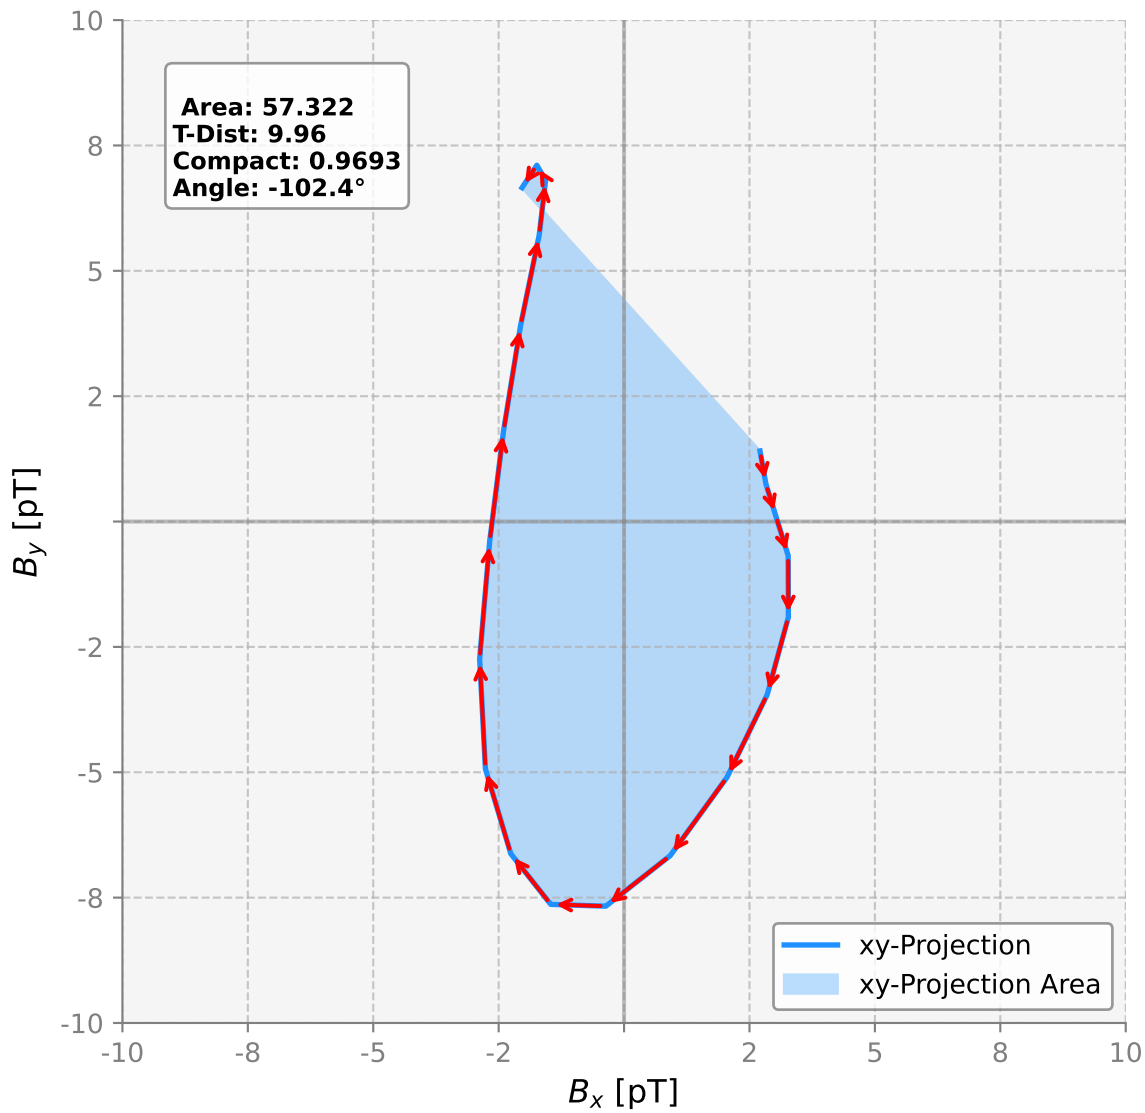 10
8
5
2
-2
-5
-8
-10
B_y [pT]
Area: 57.322
T-Dist: 9.96
Compact: 0.9693
Angle: -102.4°
xy-Projection
xy-Projection Area
-10 -8 -5 -2 2 5 8 10
B_x [pT]